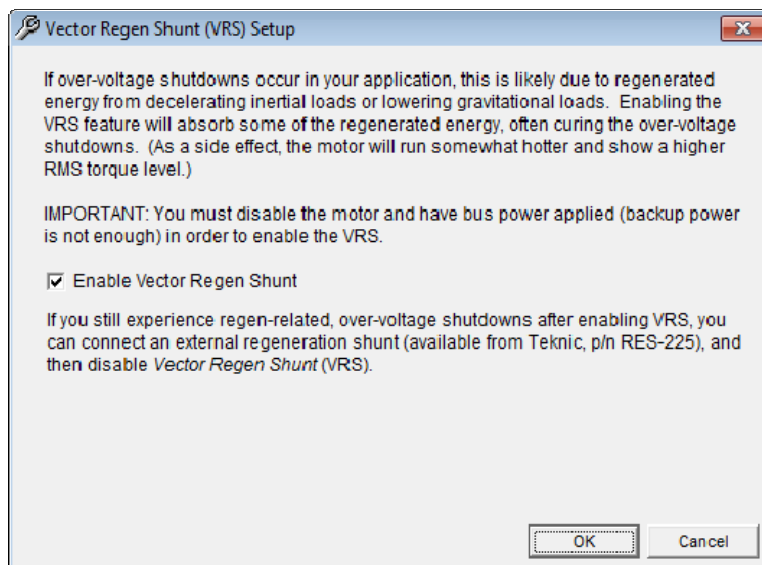 Vector Regen Shunt (VRS) Setup
If over-voltage shutdowns occur in your application, this is likely due to regenerated
energy from decelerating inertial loads or lowering gravitational loads. Enabling the
VRS feature will absorb some of the regenerated energy, often curing the over-voltage
shutdowns. (As a side effect, the motor will run somewhat hotter and show a higher
RMS torque level.)
IMPORTANT: You must disable the motor and have bus power applied (backup power
is not enough) in order to enable the VRS.
Enable Vector Regen Shunt
If you still experience regen-related, over-voltage shutdowns after enabling VRS, you
can connect an external regeneration shunt (available from Teknic, p/n RES-225), and
then disable Vector Regen Shunt (VRS).
OK Cancel